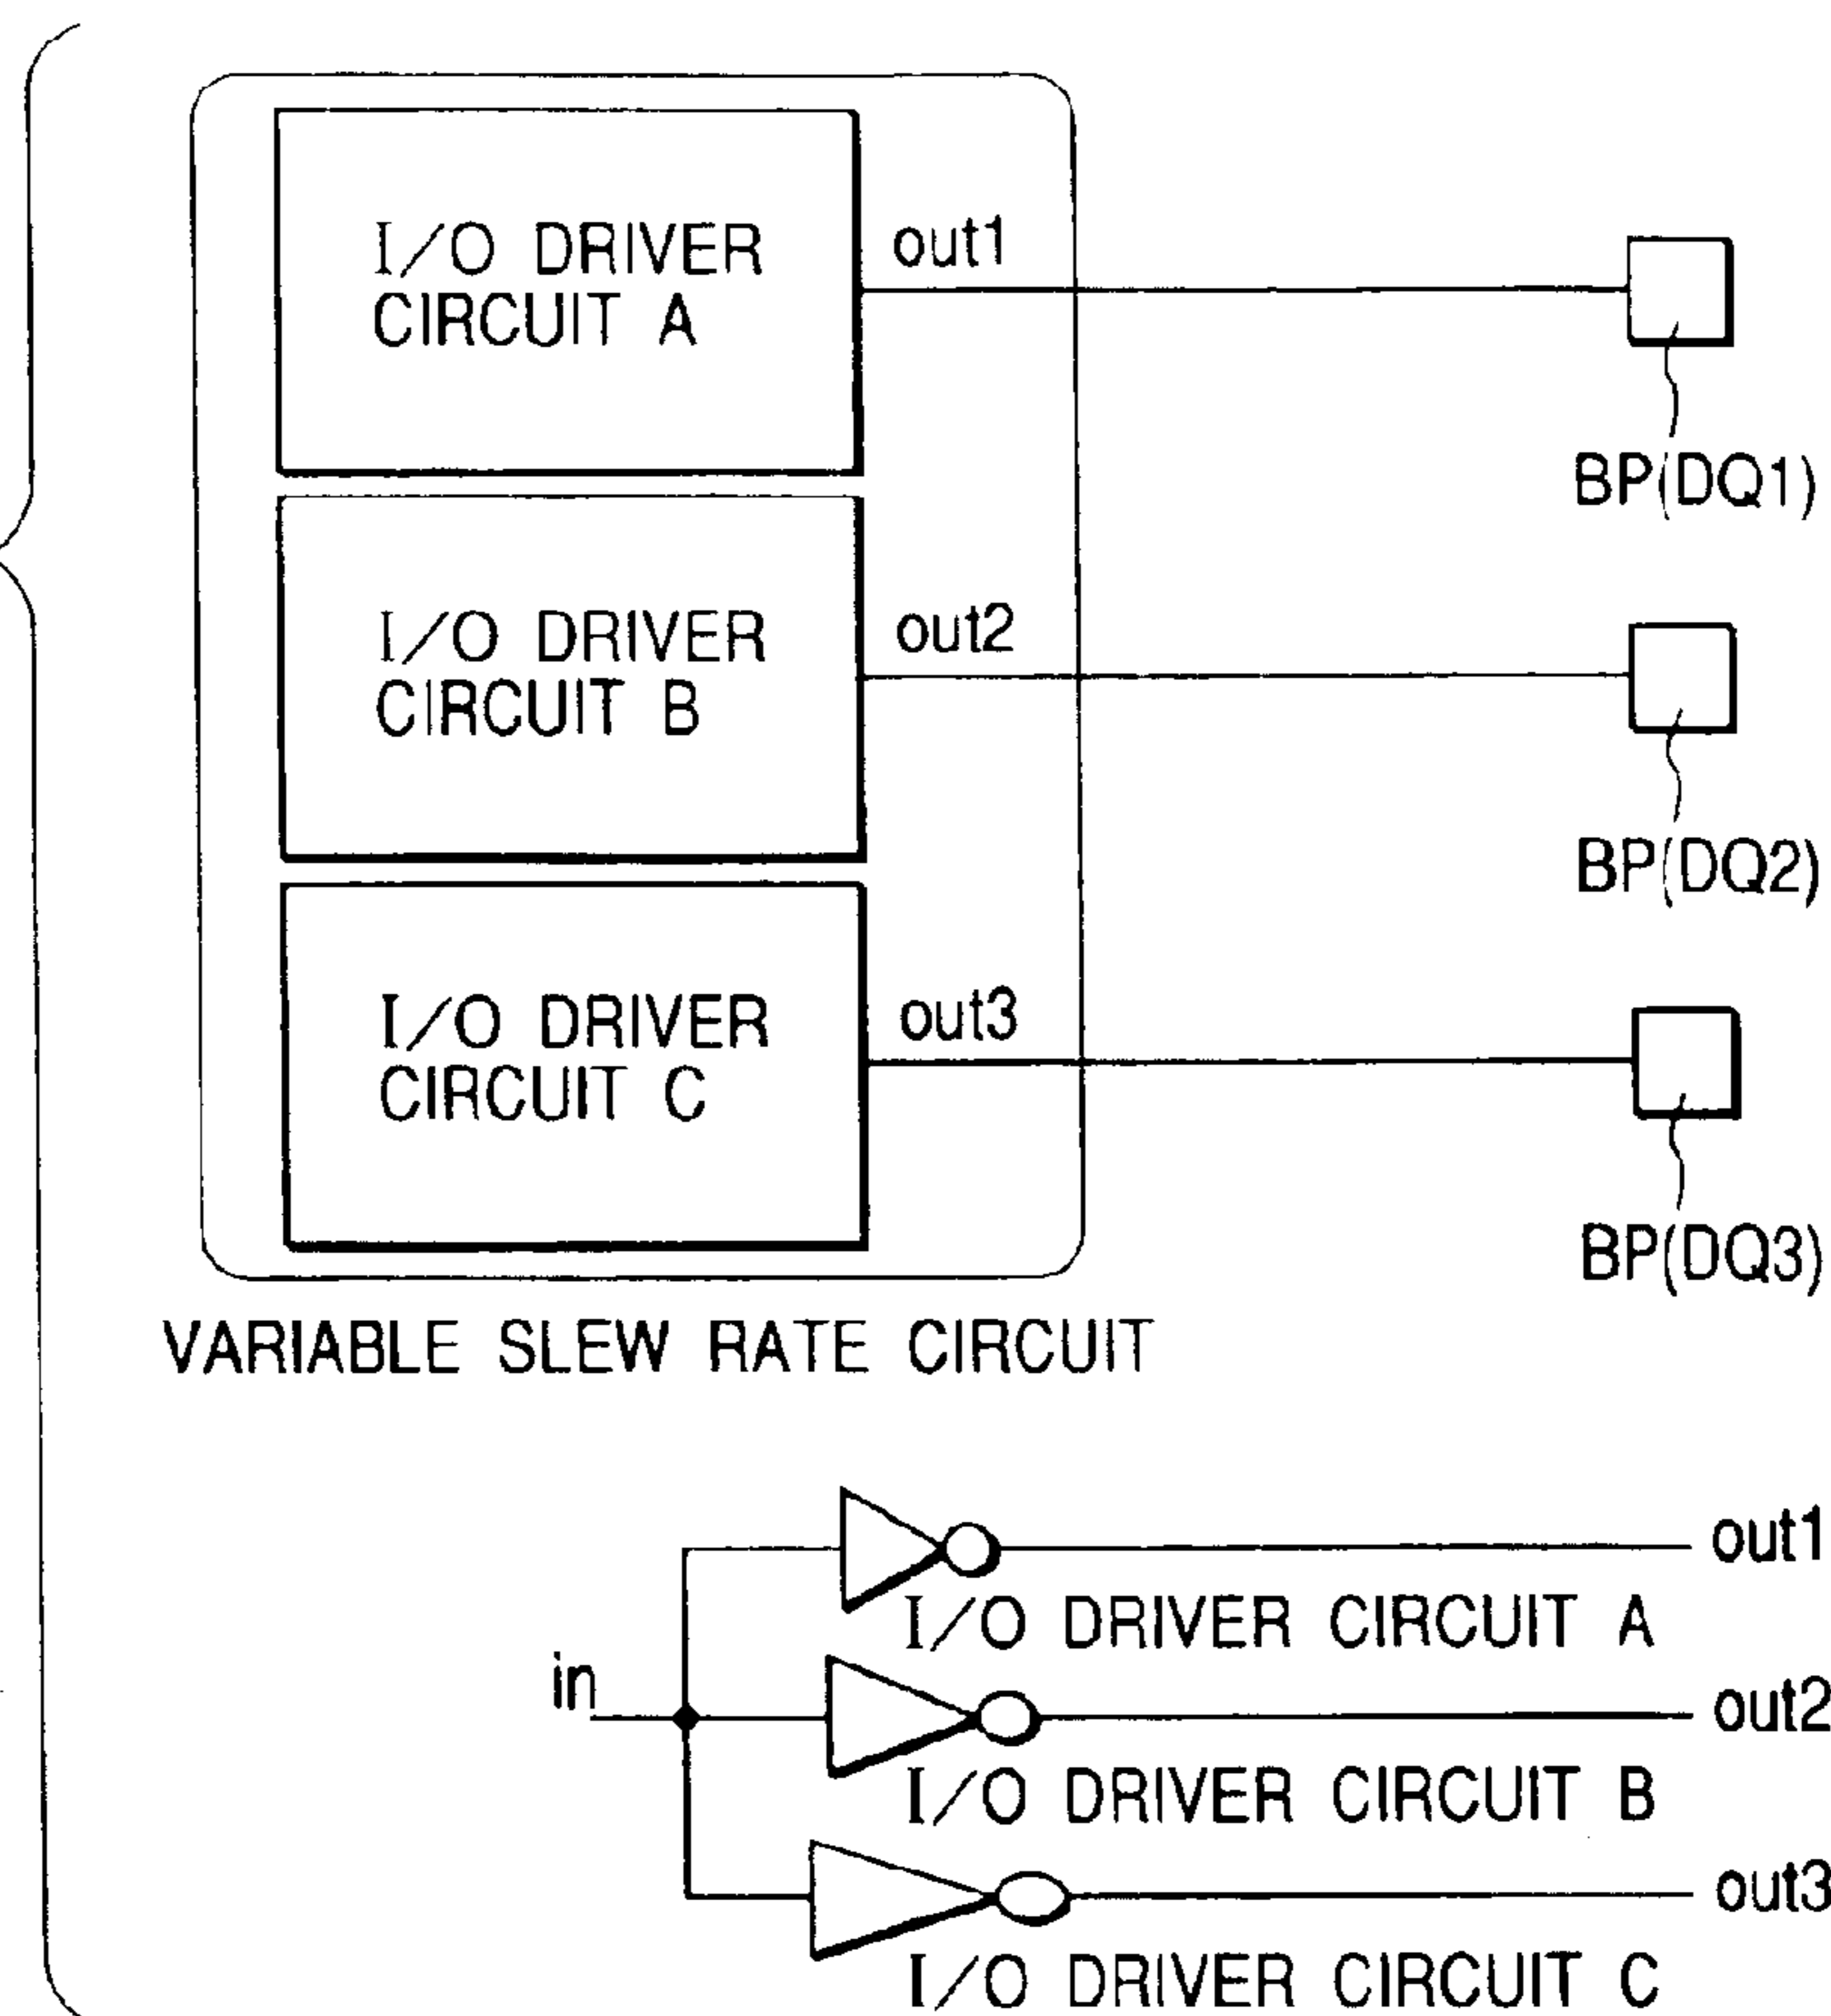 I/O DRIVER
CIRCUIT A
out1
BP(DQ1)
I/O DRIVER
CIRCUIT B
out2
BP(DQ2)
I/O DRIVER
CIRCUIT C
out3
BP(DQ3)
VARIABLE SLEW RATE CIRCUIT
out1
I/O DRIVER CIRCUIT A
in
out2
I/O DRIVER CIRCUIT B
out3
I/O DRIVER CIRCUIT C